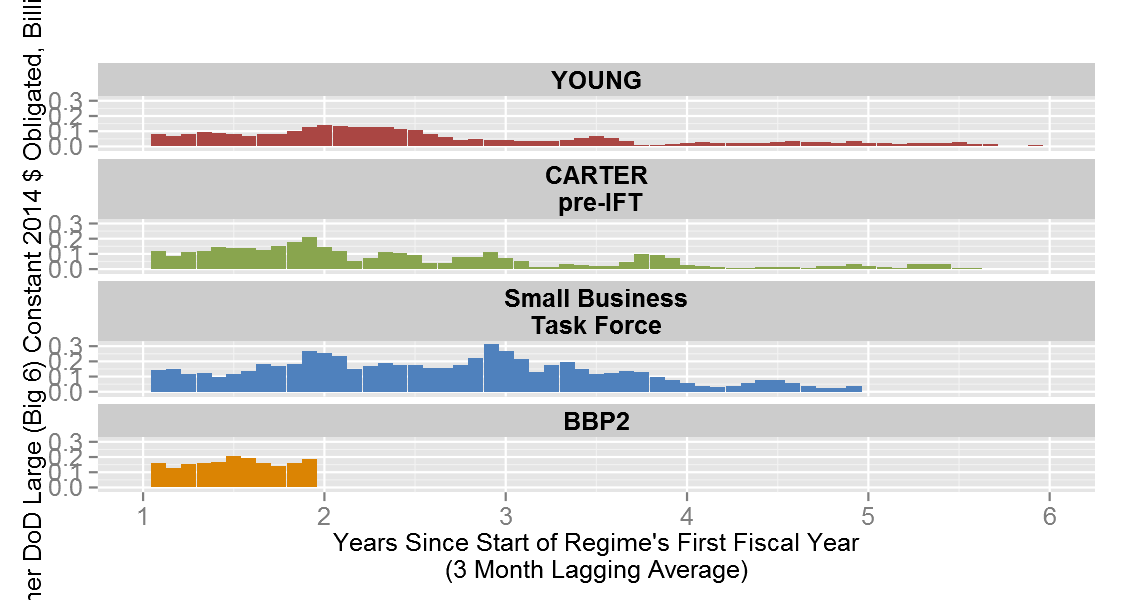 DoD Large (Big 6) Constant 2014 $ Obligated,
YOUNG
0.3
0.2
0.1
0.0
CARTER
pre-IFT
0.3
0.2
0.1
0.0
Small Business
Task Force
0.3
0.2
0.1
0.0
BBP2
0.3
0.2
0.1
0.0
1 2 3 4 5 6
Years Since Start of Regime's First Fiscal Year
(3 Month Lagging Average)